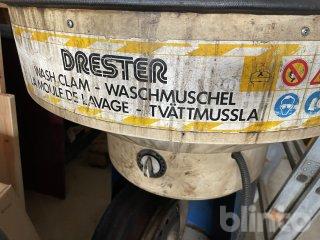 DRESTER
WASH CLAM - WASCHMUSCHEL
LA MOULE DE LAVAGE - TVÄTTMUSSLA
blinto